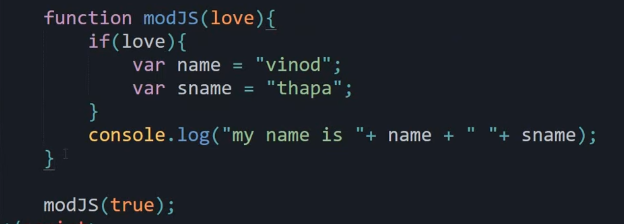 function modJS(love){
if(love){
var name = "vinod";
var sname = "thapa";
}
console.log("my name is "+ name + " "+ sname);
}
modJS(true);